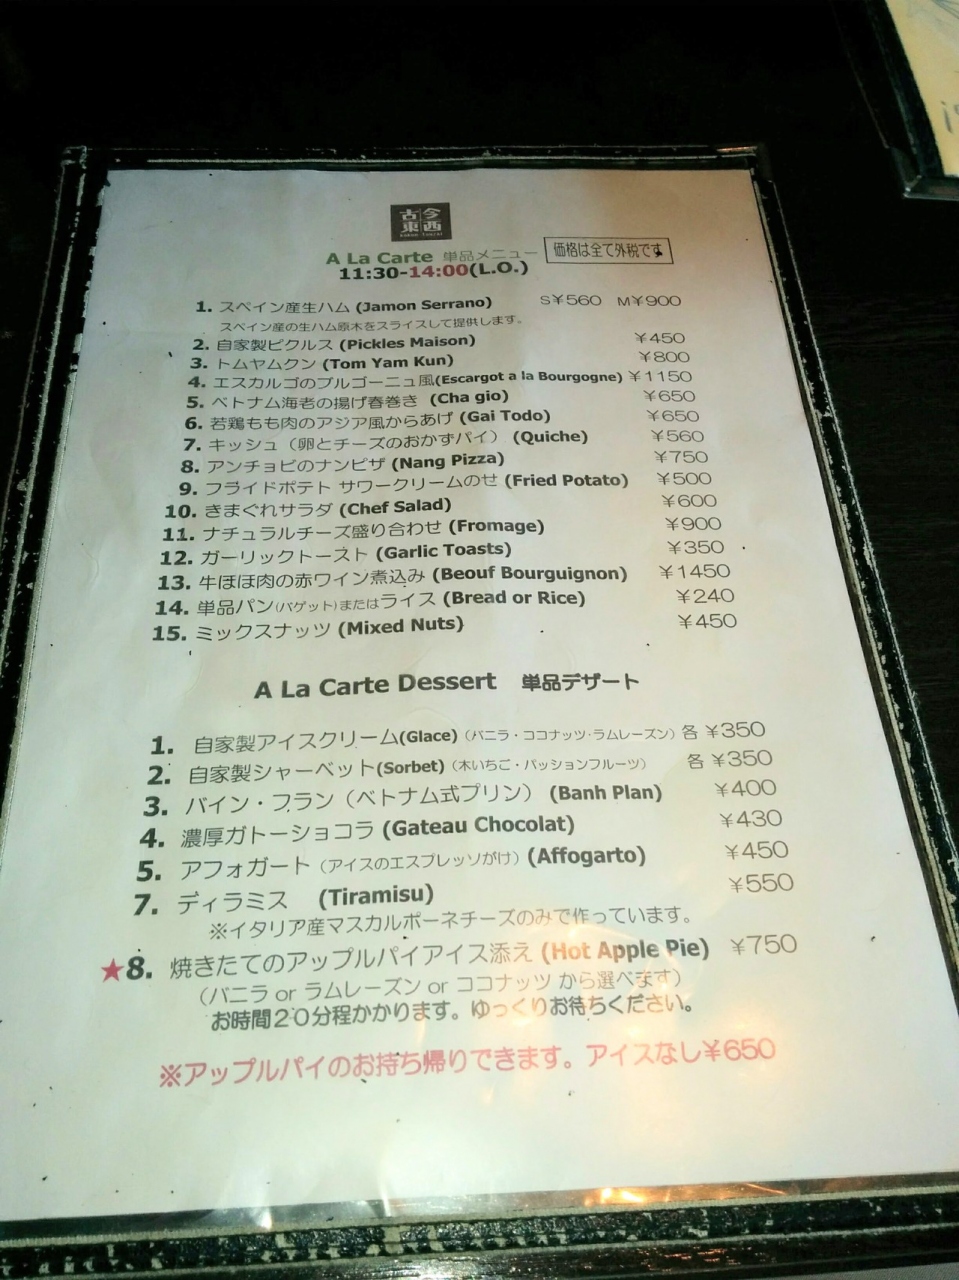 古今
東西
A La Carte 単品メニュー 価格は全て外税です
11:30-14:00(L.O.)
1. スペイン産生ハム (Jamon Serrano) S¥560 M¥900
スペイン産の生ハム原木をスライスして提供します。
2. 自家製ピクルス (Pickles Maison) ¥450
3. トムヤムクン (Tom Yam Kun) ¥800
4. エスカルゴのブルゴーニュ風(Escargot a la Bourgogne) ¥1150
5. ベトナム海老の揚げ春巻き (Cha gio) ¥650
6. 若鶏もも肉のアジア風からあげ (Gai Todo) ¥650
7. キッシュ（卵とチーズのおかずパイ） (Quiche) ¥560
8. アンチョビのナンピザ (Nang Pizza) ¥750
9. フライドポテト サワークリームのせ (Fried Potato) ¥500
10. きまぐれサラダ (Chef Salad) ¥600
11. ナチュラルチーズ盛り合わせ (Fromage) ¥900
12. ガーリックトースト (Garlic Toasts) ¥350
13. 牛ほほ肉の赤ワイン煮込み (Beouf Bourguignon) ¥1450
14. 単品パン(バゲット)またはライス (Bread or Rice) ¥240
15. ミックスナッツ (Mixed Nuts) ¥450
A La Carte Dessert 単品デザート
1. 自家製アイスクリーム(Glace)（バニラ・ココナッツ・ラムレーズン）各 ¥350
2. 自家製シャーベット(Sorbet)（木いちご・パッションフルーツ） 各 ¥350
3. バイン・フラン（ベトナム式プリン） (Banh Plan) ¥400
4. 濃厚ガトーショコラ (Gateau Chocolat) ¥430
5. アフォガート（アイスのエスプレッソがけ）(Affogarto) ¥450
7. ティラミス (Tiramisu) ¥550
※イタリア産マスカルポーネチーズのみで作っています。
★8. 焼きたてのアップルパイアイス添え (Hot Apple Pie) ¥750
（バニラ or ラムレーズン or ココナッツ から選べます）
お時間20分程かかります。ゆっくりお待ちください。
※アップルパイのお持ち帰りできます。アイスなし¥650